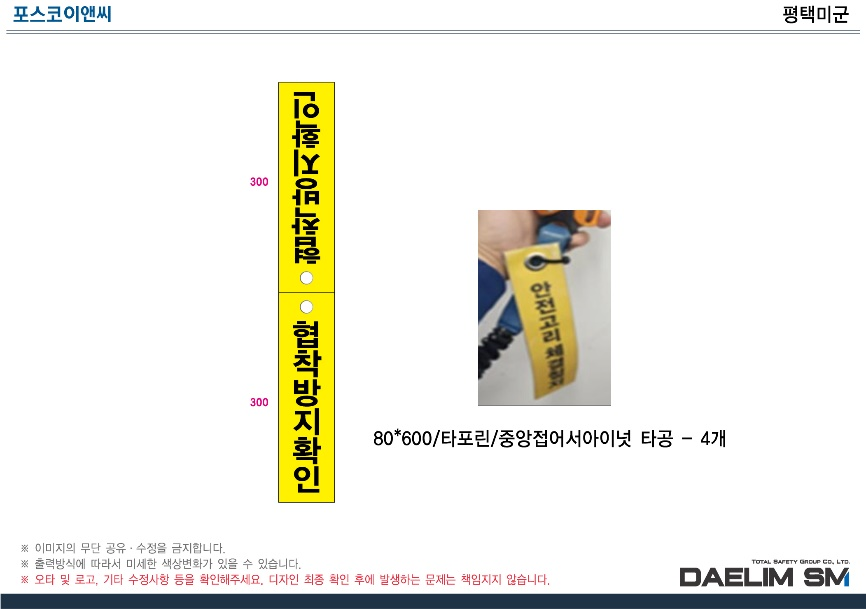 포스코이앤씨
평택미군
협착방지확인
300
협착방지확인
300
안전고리
80*600/타포린/중앙접어서아이넛 타공 - 4개
※ 이미지의 무단 공유·수정을 금지합니다.
※ 출력방식에 따라서 미세한 색상변화가 있을 수 있습니다.
※ 오타 및 로고, 기타 수정사항 등을 확인해주세요, 디자인 최종 확인 후에 발생하는 문제는 책임지지 않습니다.
TOTAL SAFETY GROUP CO., LTD.
DAELIM SM